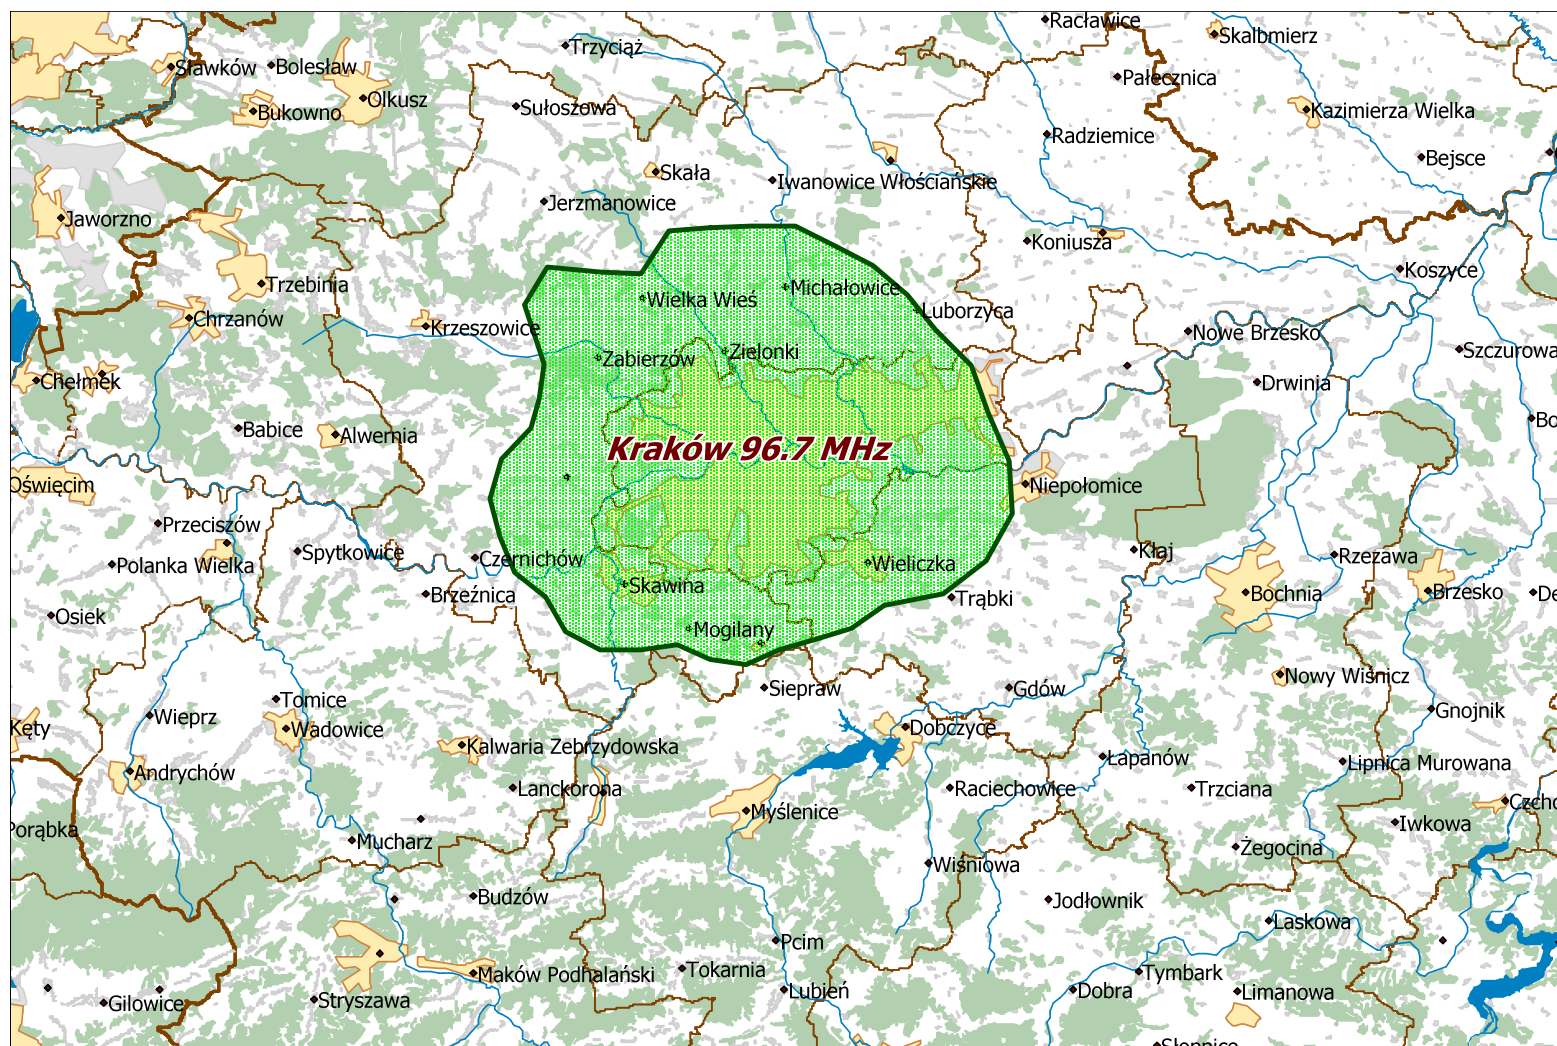 Racławice
Skalbmierz
Trzyciąż
Sławków
Bolesław
Pałecznica
Olkusz
Bukowno
Sułoszowa
Kazimierza Wielka
Radziemice
Bejsce
Skała
Iwanowice Włościańskie
Jerzmanowice
Jaworzno
Koniusza
Koszyce
Trzebinia
Michałowice
Wielka Wieś
Luborzyca
Chrzanów
Krzeszowice
Nowe Brzesko
Zielonki
Szczurowa
Zabierzów
Chełmek
Drwinia
Bo
Babice
Alwernia
Kraków 96.7 MHz
Oświęcim
Niepołomice
Przeciszów
Spytkowice
Czernichów
Kłaj
Rzezawa
Polanka Wielka
Wieliczka
Skawina
Brzeźnica
Trąbki
Bochnia
Brzesko
De
Osiek
Mogilany
Nowy Wiśnicz
Siepraw
Gdów
Tomice
Gnojnik
Wieprz
Kęty
Wadowice
Dobczyce
Kalwaria Zebrzydowska
Łapanów
Lipnica Murowana
Andrychów
Lanckorona
Raciechowice
Trzciana
Czcho
Myślenice
Iwkowa
Porąbka
Mucharz
Żegocina
Wiśniowa
Budzów
Jodłownik
Laskowa
Pcim
Tokarnia
Maków Podhalański
Tymbark
Lubień
Dobra
Limanowa
Gilowice
Stryszawa
Słopnice